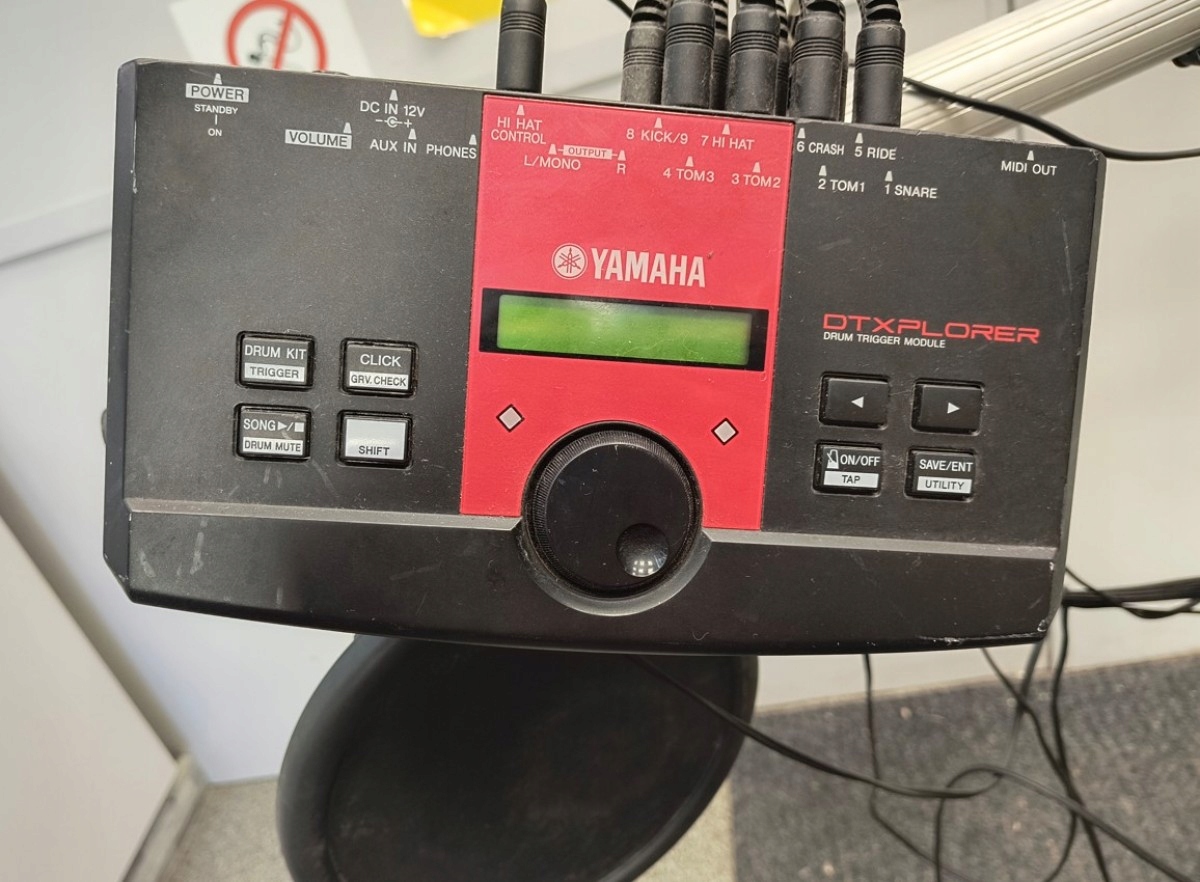 POWER
STANDBY
ON
VOLUME
DC IN 12V
AUX IN PHONES
HI HAT
CONTROL
OUTPUT
L/MONO R
8 KICK/9 7 HI HAT
4 TOM3 3 TOM2
6 CRASH 5 RIDE
2 TOM1 1 SNARE
MIDI OUT
YAMAHA
DTXPLORER
DRUM TRIGGER MODULE
DRUM KIT
TRIGGER
CLICK
GRV. CHECK
SONG▶/■
DRUM MUTE
SHIFT
ON/OFF
TAP
SAVE/ENT
UTILITY